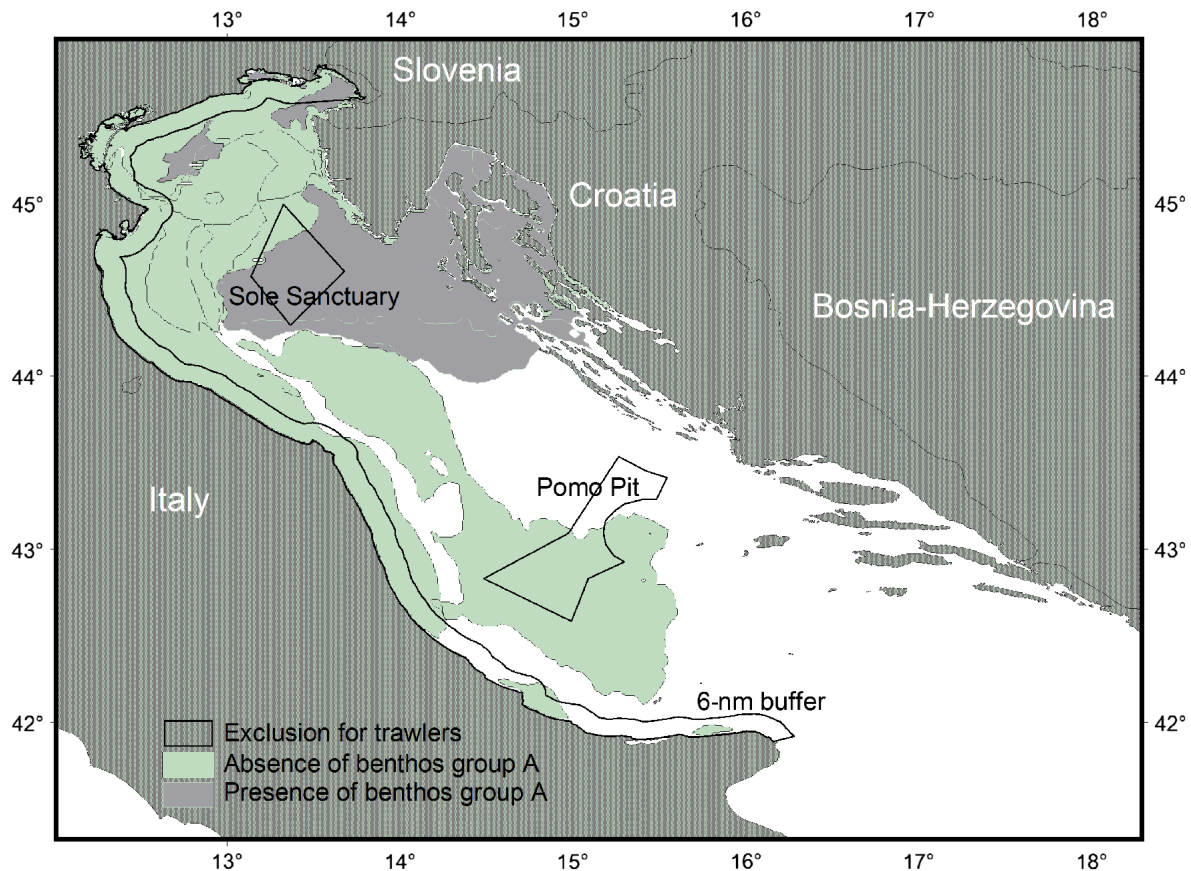 13° 14° 15° 16° 17° 18°
Slovenia
Croatia
45° 45°
Bosnia-Herzegovina
Sole Sanctuary
44° 44°
Pomo Pit
Italy
43° 43°
6-nm buffer
42° 42°
Exclusion for trawlers
Absence of benthos group A
Presence of benthos group A
13° 14° 15° 16° 17° 18°